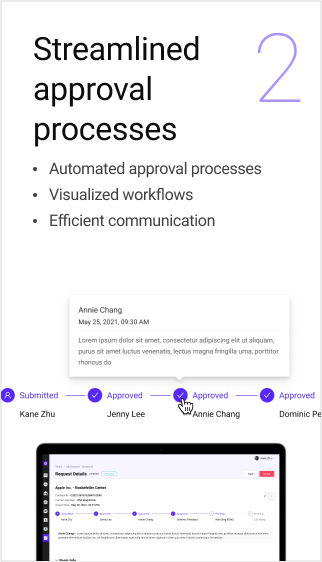 Streamlined
approval
processes
2
• Automated approval processes
• Visualized workflows
• Efficient communication
Annie Chang
May 25, 2021, 09:30 AM
Lorem ipsum dolor sit amet, consectetur adipiscing elit ut aliquam,
purus sit amet luctus venenatis, lectus magna fringilla urna, porttitor
rhoncus do
Submitted Approved Approved Approved
Kane Zhu Jenny Lee Annie Chang Dominic Pe
Request Details
Apple Inc. - Rockefeller Center